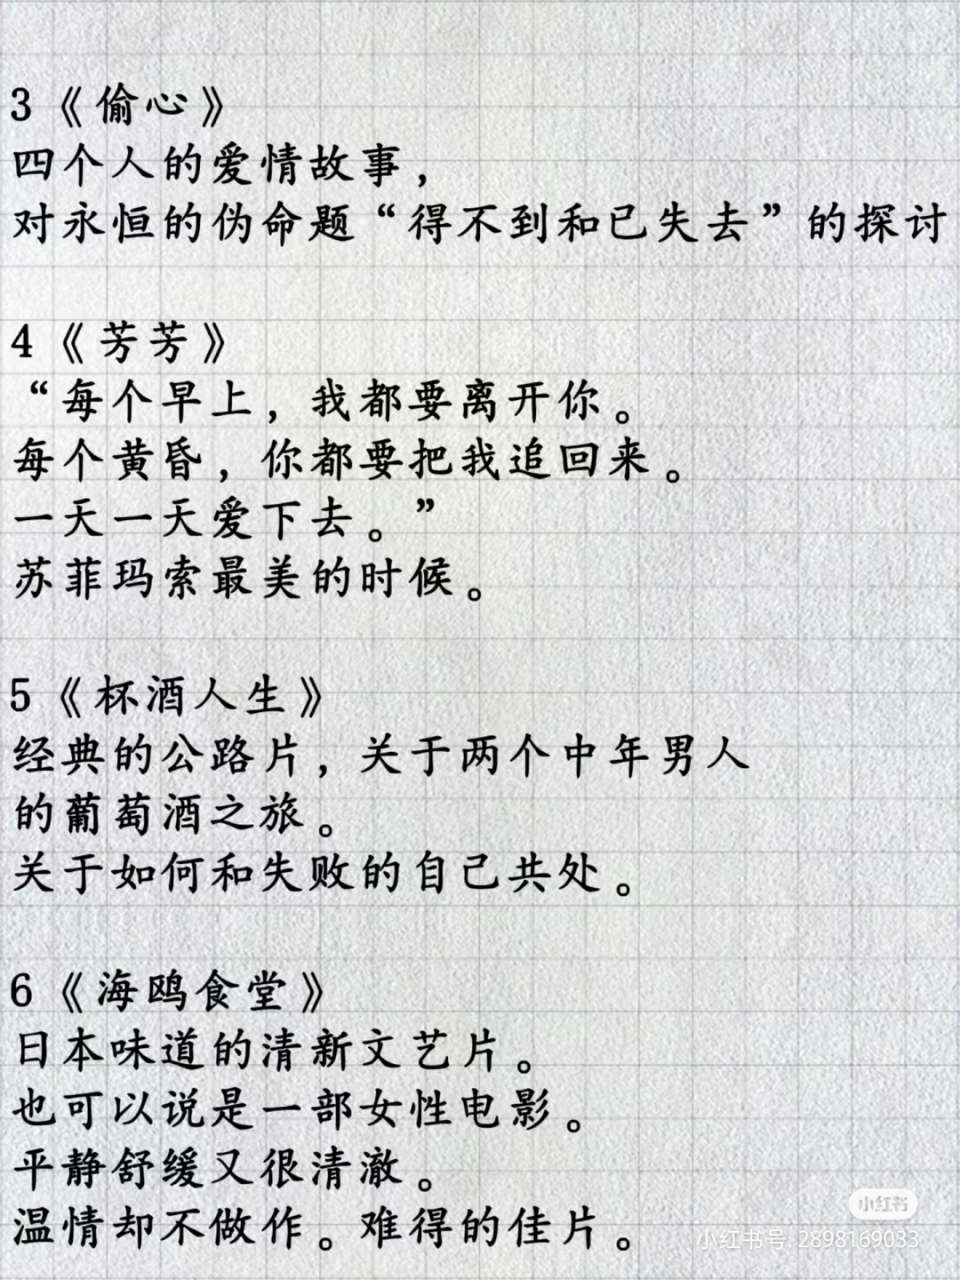 3《偷心》
四个人的爱情故事，
对永恒的伪命题“得不到和已失去”的探讨
4《芳芳》
“每个早上，我都要离开你。
每个黄昏，你都要把我追回来。
一天一天爱下去。”
苏菲玛索最美的时候。
5《杯酒人生》
经典的公路片，关于两个中年男人
的葡萄酒之旅。
关于如何和失败的自己共处。
6《海鸥食堂》
日本味道的清新文艺片。
也可以说是一部女性电影。
平静舒缓又很清澈。
温情却不做作。难得的佳片。
小红书
小红书号: 2898169033